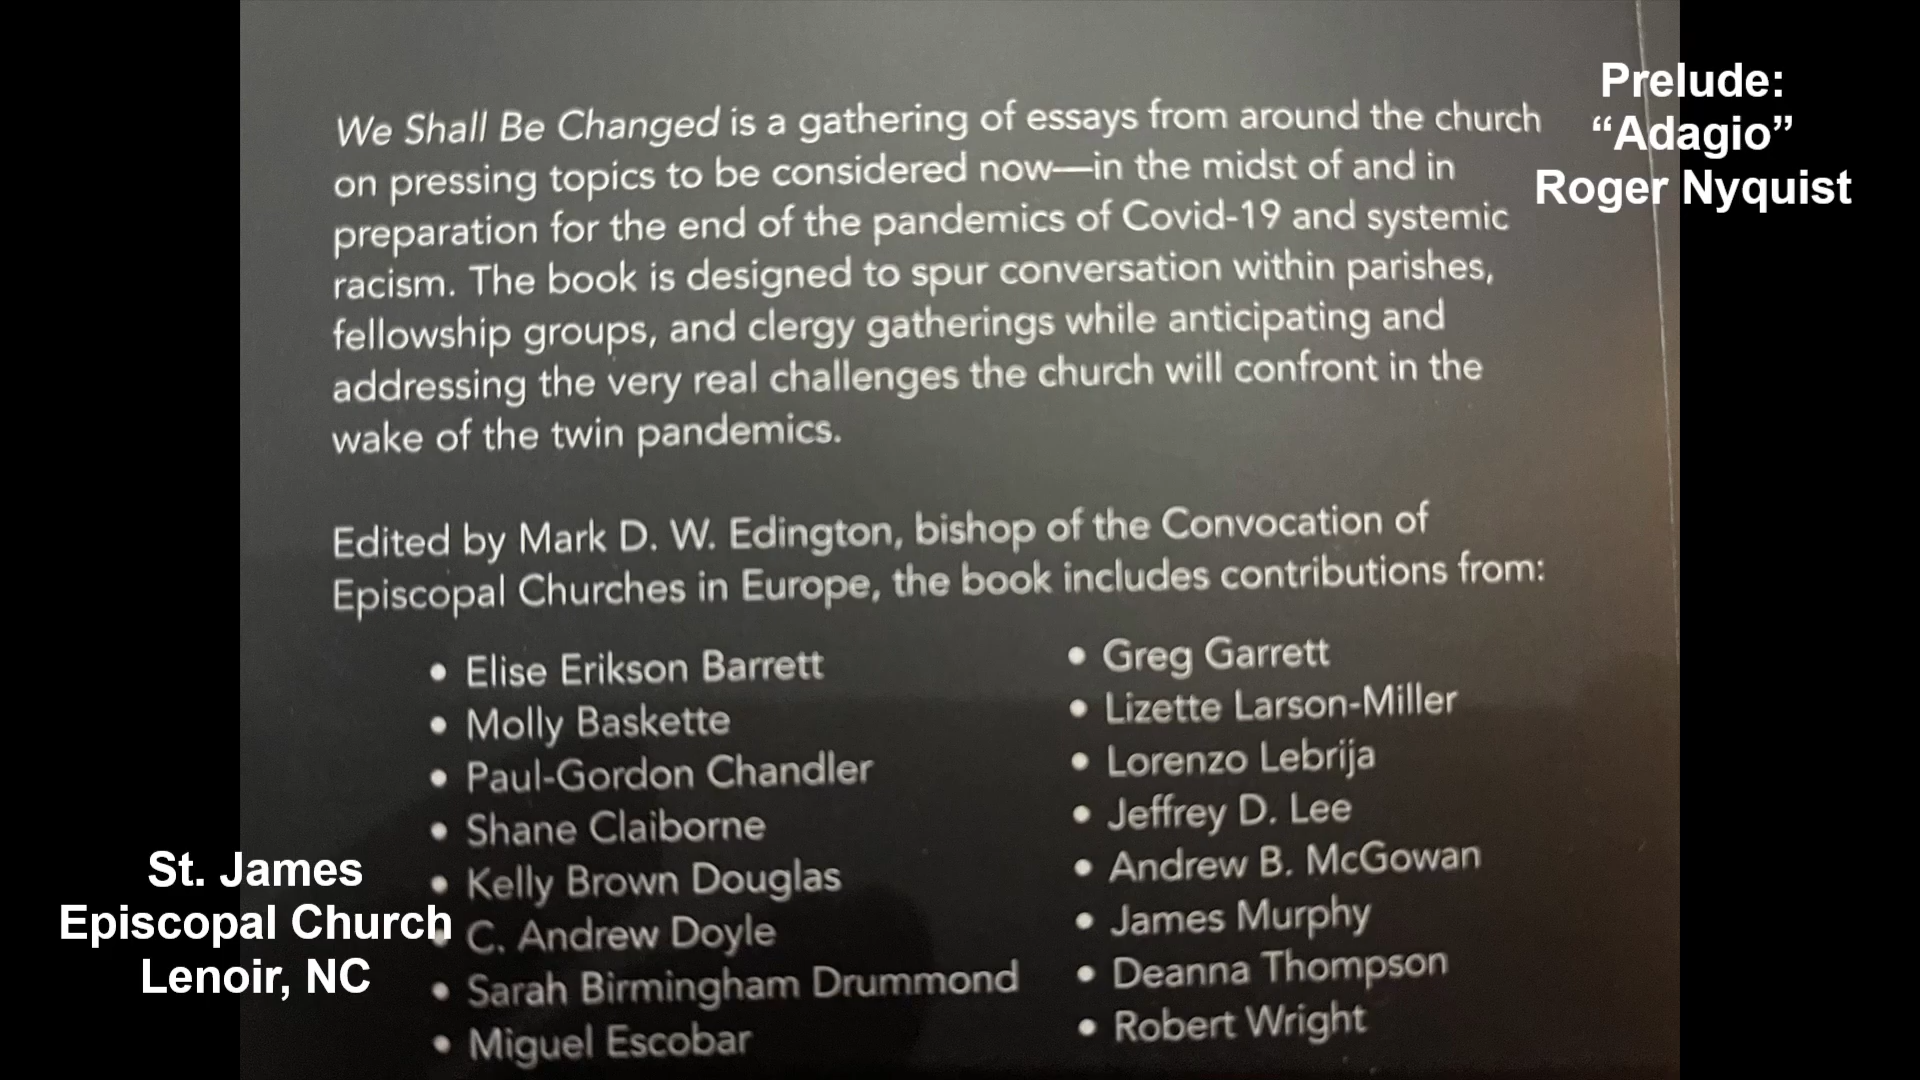 Prelude:
“Adagio”
Roger Nyquist
We Shall Be Changed is a gathering of essays from around the church
on pressing topics to be considered now—in the midst of and in
preparation for the end of the pandemics of Covid-19 and systemic
racism. The book is designed to spur conversation within parishes,
fellowship groups, and clergy gatherings while anticipating and
addressing the very real challenges the church will confront in the
wake of the twin pandemics.
Edited by Mark D. W. Edington, bishop of the Convocation of
Episcopal Churches in Europe, the book includes contributions from:
• Elise Erikson Barrett
• Molly Baskette
• Paul-Gordon Chandler
• Shane Claiborne
• Kelly Brown Douglas
• C. Andrew Doyle
• Sarah Birmingham Drummond
• Miguel Escobar
• Greg Garrett
• Lizette Larson-Miller
• Lorenzo Lebrija
• Jeffrey D. Lee
• Andrew B. McGowan
• James Murphy
• Deanna Thompson
• Robert Wright
St. James
Episcopal Church
Lenoir, NC